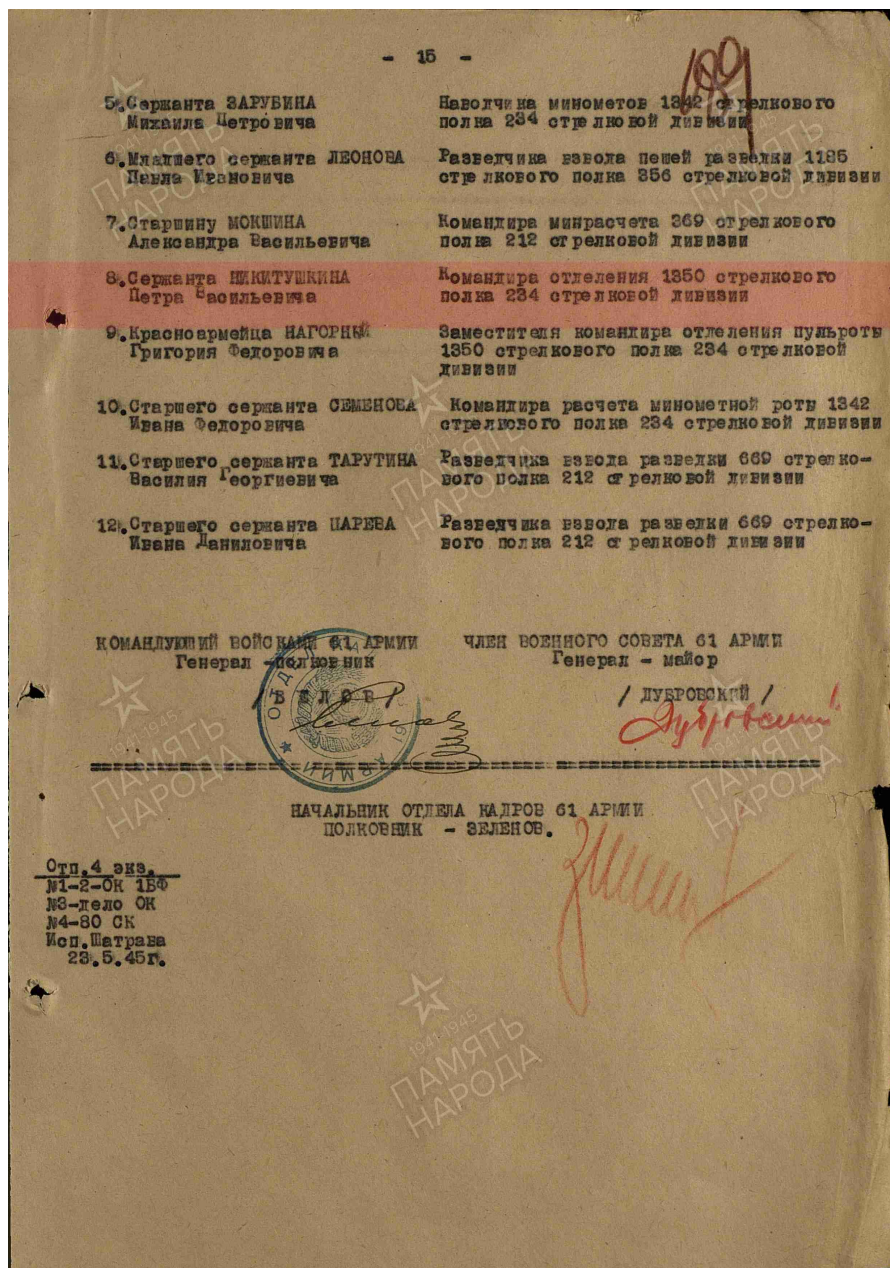 - 15 -
189
5. Сержанта ЗАРУБИНА Наводчика минометов 1342 стрелкового
Михаила Петровича полка 234 стрелковой дивизии
6. Младшего сержанта ЛЕОНОВА Разведчика взвода пешей разведки 1185
Павла Ивановича стрелкового полка 356 стрелковой дивизии
7. Старшину МОКШИНА Командира минрасчета 369 стрелкового
Александра Васильевича полка 212 стрелковой дивизии
8. Сержанта НИКИТУШКИНА Командира отделения 1350 стрелкового
Петра Васильевича полка 234 стрелковой дивизии
9. Красноармейца НАГОРНЫЙ Заместителя командира отделения пульроты
Григория Федоровича 1350 стрелкового полка 234 стрелковой
дивизии
10. Старшего сержанта СЕМЕНОВА Командира расчета минометной роты 1342
Ивана Федоровича стрелкового полка 234 стрелковой дивизии
11. Старшего сержанта ТАРУТИНА Разведчика взвода разведки 669 стрелко-
Василия Георгиевича вого полка 212 стрелковой дивизии
12. Старшего сержанта ЦАРЕВА Разведчика взвода разведки 669 стрелко-
Ивана Даниловича вого полка 212 стрелковой дивизии
КОМАНДУЮЩИЙ ВОЙСКАМИ 61 АРМИИ ЧЛЕН ВОЕННОГО СОВЕТА 61 АРМИИ
Генерал -полковник Генерал - майор
/БЕЛОВ/ / ДУБРОВСКИЙ /
Белов Дубровский
НАЧАЛЬНИК ОТДЕЛА КАДРОВ 61 АРМИИ
ПОЛКОВНИК - ЗЕЛЕНОВ.
Отп.4 экз.
№1-2-ОК 1БФ
№3-дело ОК
№4-80 СК
Исп.Шатрава
23.5.45г.
1941-1945
ПАМЯТЬ
НАРОДА